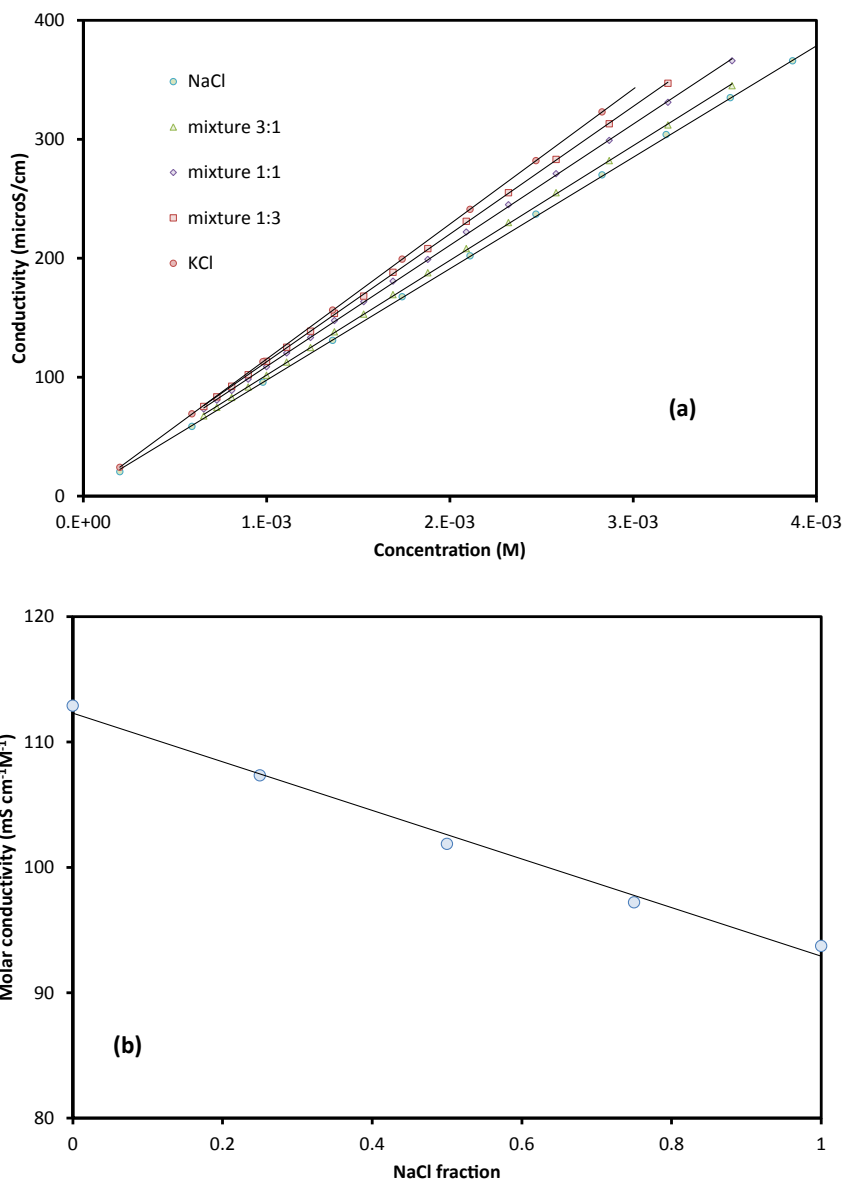 400
300
200
100
0
Conductivity (microS/cm)
NaCl
mixture 3:1
mixture 1:1
mixture 1:3
KCl
(a)
0.E+00 1.E-03 2.E-03 3.E-03 4.E-03
Concentration (M)
120
110
100
90
80
Molar conductivity (mS cm⁻¹M⁻¹)
(b)
0 0.2 0.4 0.6 0.8 1
NaCl fraction